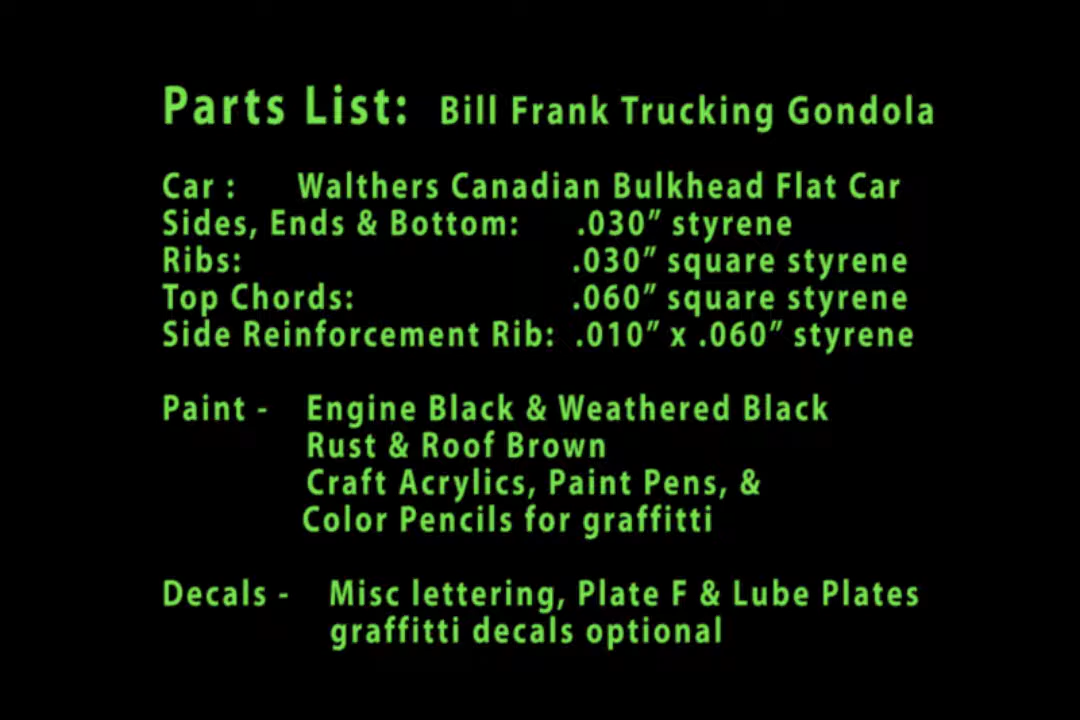 Parts List: Bill Frank Trucking Gondola
Car : Walthers Canadian Bulkhead Flat Car
Sides, Ends & Bottom: .030” styrene
Ribs: .030” square styrene
Top Chords: .060” square styrene
Side Reinforcement Rib: .010” x .060” styrene
Paint - Engine Black & Weathered Black
Rust & Roof Brown
Craft Acrylics, Paint Pens, &
Color Pencils for graffitti
Decals - Misc lettering, Plate F & Lube Plates
graffitti decals optional